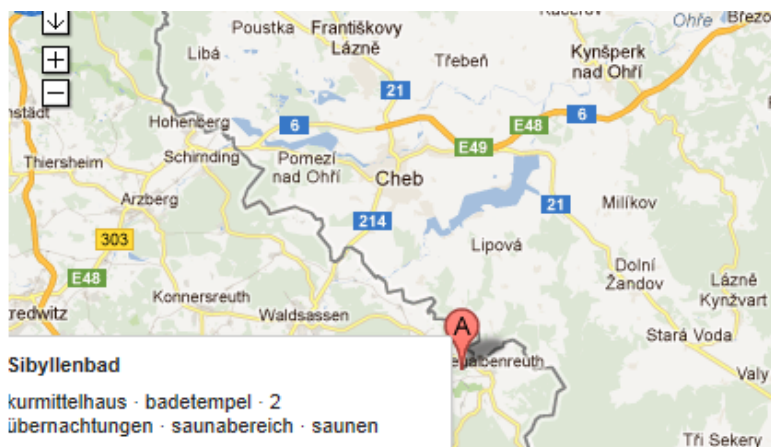 Poustka
Františkovy
Lázně
Libá
Třebeň
Kynšperk
nad Ohří
Ohře
Březo
21
6
Hohenberg
Thiersheim
Schirnding
Pomezí
nad Ohří
Cheb
E49
E48
6
Arzberg
303
E48
214
21
Milíkov
Lipová
Dolní
Žandov
Lázně
Kynžvart
Konnersreuth
tredwitz
Waldsassen
A
Stará Voda
Valy
Tři Sekery
Sibyllenbad
kurmittelhaus · badetempel · 2
übernachtungen · saunabereich · saunen